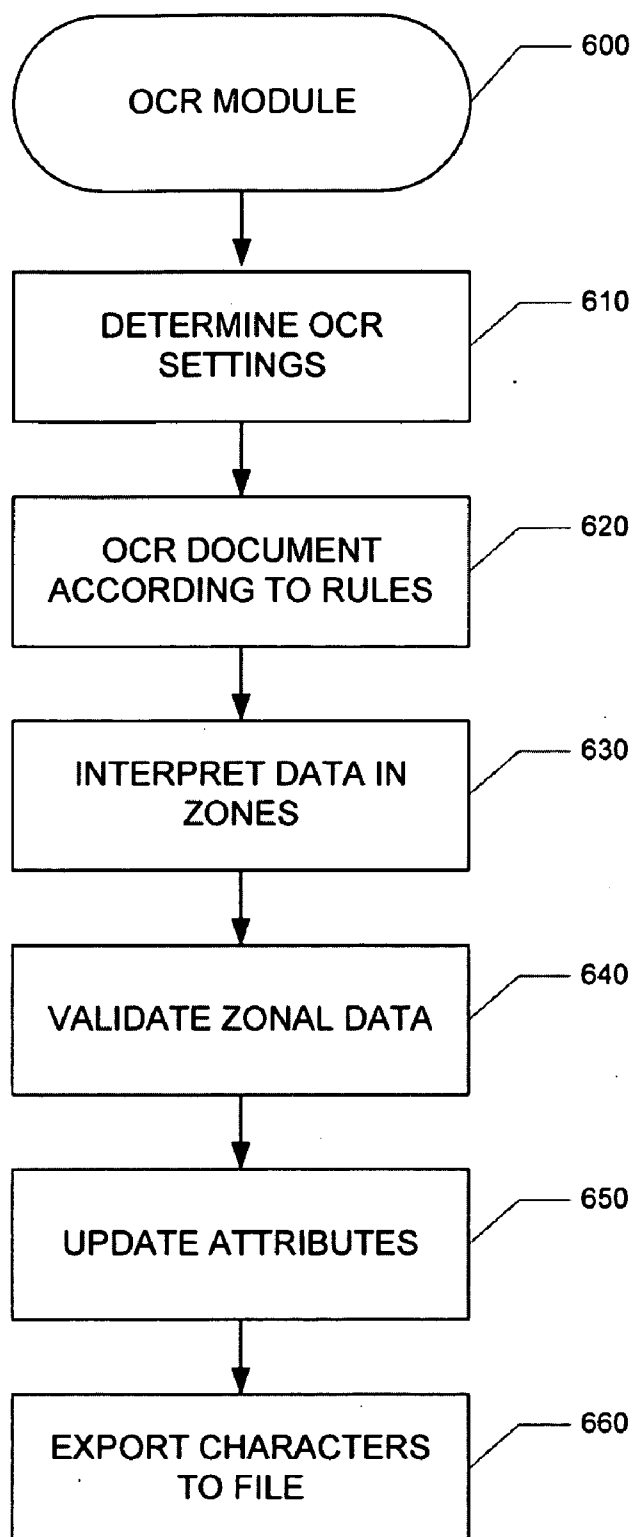 OCR MODULE
600
DETERMINE OCR
SETTINGS
610
OCR DOCUMENT
ACCORDING TO RULES
620
INTERPRET DATA IN
ZONES
630
VALIDATE ZONAL DATA
640
UPDATE ATTRIBUTES
650
EXPORT CHARACTERS
TO FILE
660